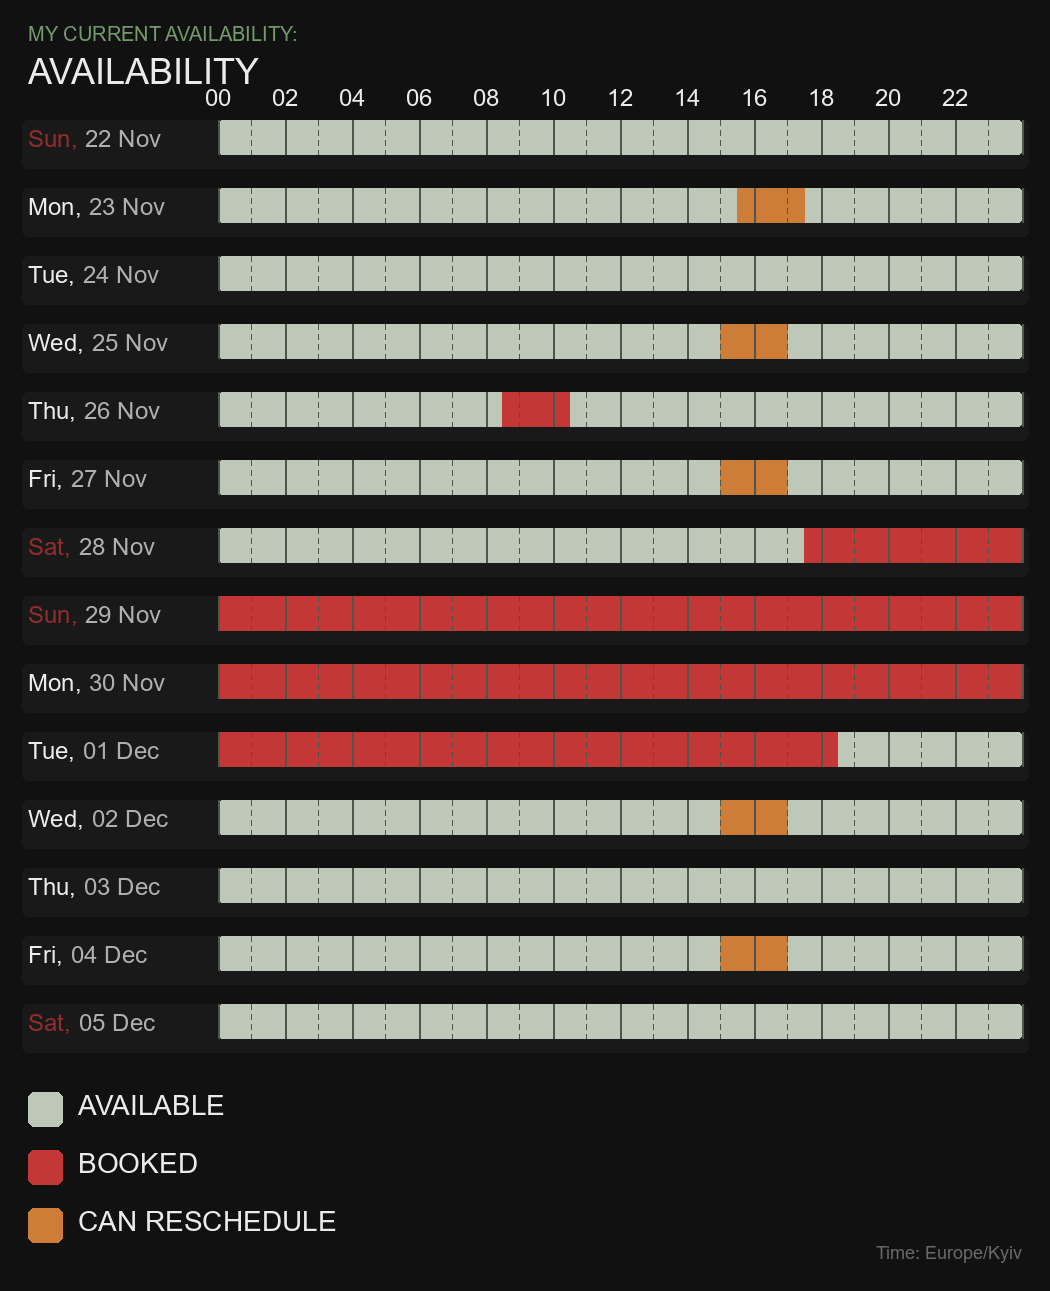 MY CURRENT AVAILABILITY:
AVAILABILITY
00 02 04 06 08 10 12 14 16 18 20 22
Sun, 22 Nov
Mon, 23 Nov
Tue, 24 Nov
Wed, 25 Nov
Thu, 26 Nov
Fri, 27 Nov
Sat, 28 Nov
Sun, 29 Nov
Mon, 30 Nov
Tue, 01 Dec
Wed, 02 Dec
Thu, 03 Dec
Fri, 04 Dec
Sat, 05 Dec
AVAILABLE
BOOKED
CAN RESCHEDULE
Time: Europe/Kyiv